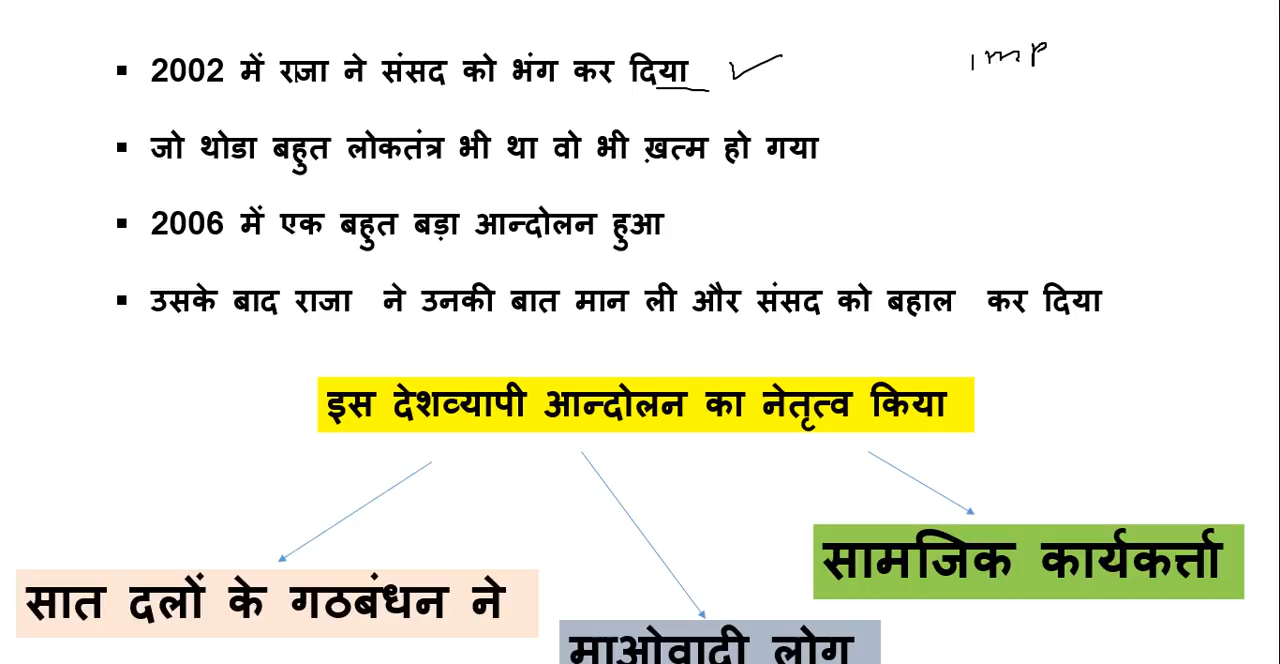 ▪ 2002 में राजा ने संसद को भंग कर दिया
imp
▪ जो थोडा बहुत लोकतंत्र भी था वो भी ख़त्म हो गया
▪ 2006 में एक बहुत बड़ा आन्दोलन हुआ
▪ उसके बाद राजा ने उनकी बात मान ली और संसद को बहाल कर दिया
इस देशव्यापी आन्दोलन का नेतृत्व किया
सामजिक कार्यकर्त्ता
सात दलों के गठबंधन ने
माओवादी लोग